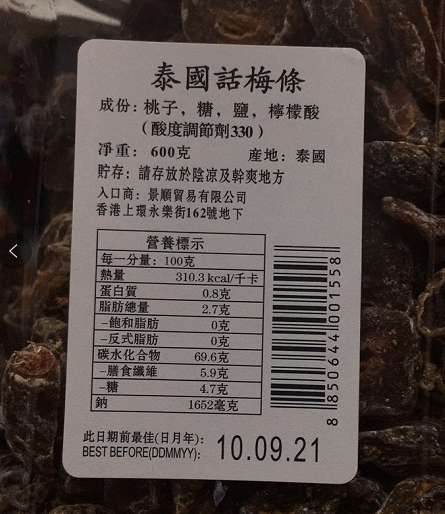 泰國話梅條
成份：桃子，糖，鹽，檸檬酸
（酸度調節劑330）
淨重： 600克 產地：泰國
貯存：請存放於陰涼及幹爽地方
入口商：景順貿易有限公司
香港上環永樂街162號地下
營養標示
每一分量：100克
熱量 310.3 kcal/千卡
蛋白質 0.8克
脂肪總量 2.7克
-飽和脂肪 0克
-反式脂肪 0克
碳水化合物 69.6克
-膳食纖維 5.9克
-糖 4.7克
鈉 1652毫克
8 850644 001558
此日期前最佳(日月年):
BEST BEFORE(DDMMYY): 10.09.21